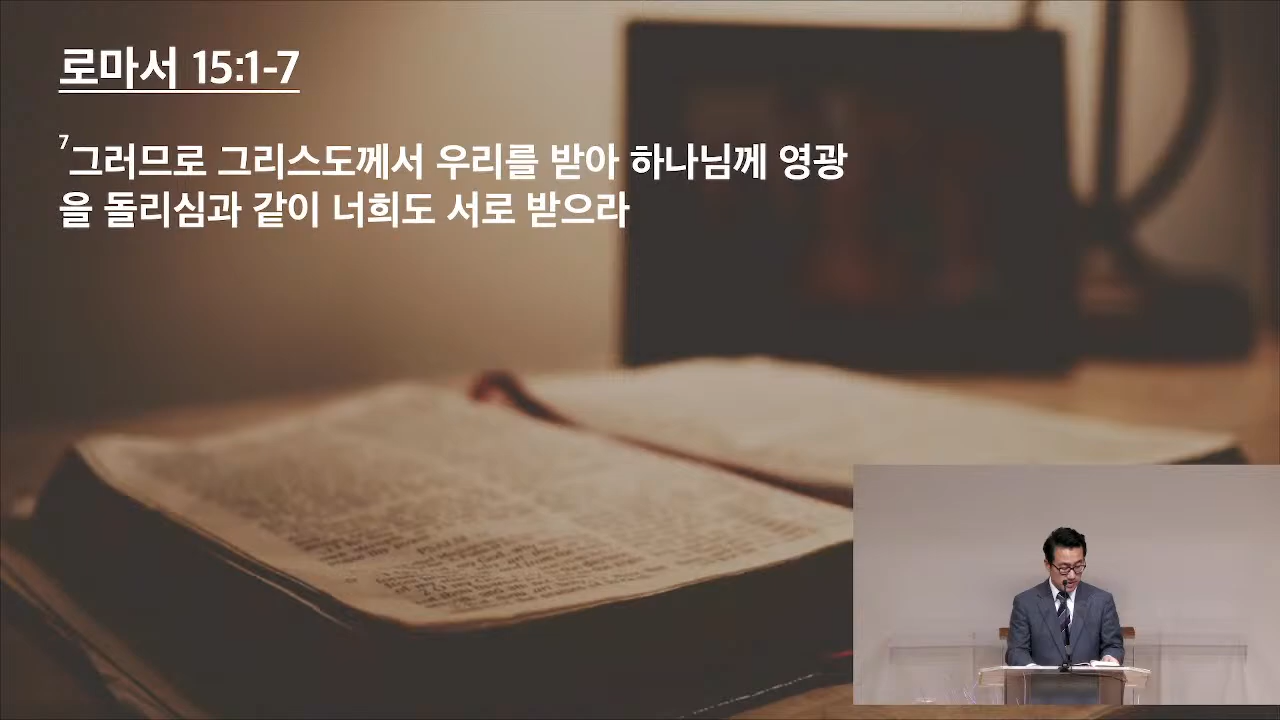 로마서 15:1-7
7그러므로 그리스도께서 우리를 받아 하나님께 영광
을 돌리심과 같이 너희도 서로 받으라